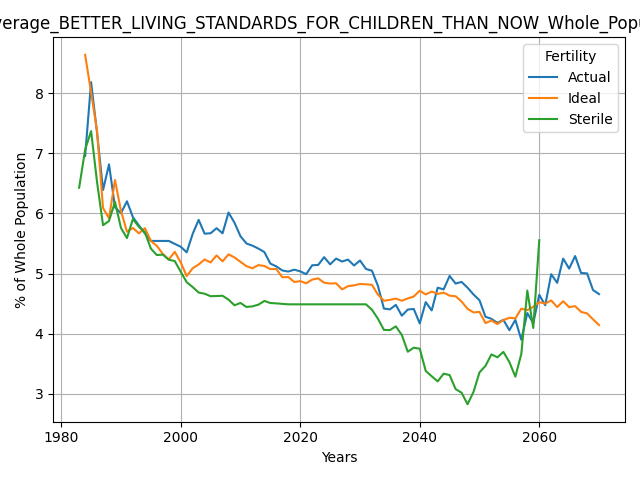 verage_BETTER_LIVING_STANDARDS_FOR_CHILDREN_THAN_NOW_Whole_Popu
Fertility
Actual
Ideal
Sterile
% of Whole Population
8
7
6
5
4
3
1980
2000
2020
2040
2060
Years